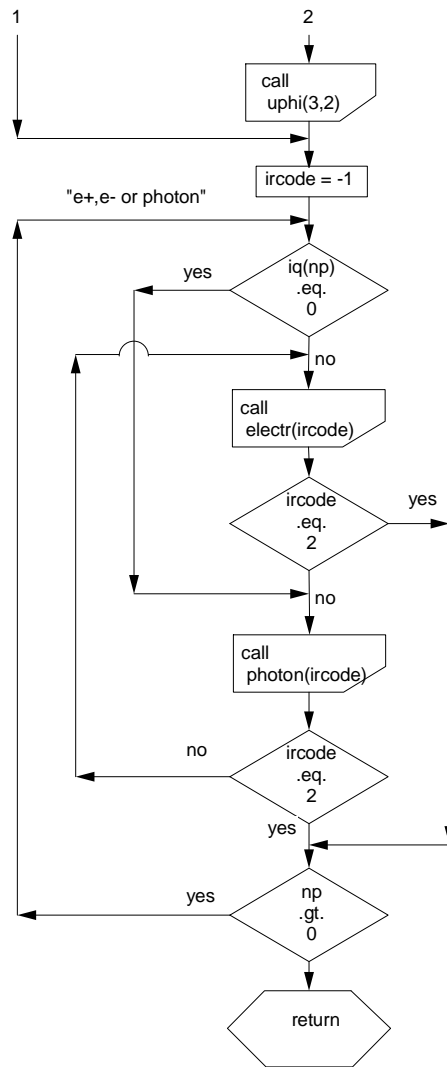 1
2
call
uphi(3,2)
ircode = -1
"e+,e- or photon"
yes
iq(np)
.eq.
0
no
call
electr(ircode)
ircode
.eq.
2
yes
no
call
photon(ircode)
no
ircode
.eq.
2
yes
yes
np
.gt.
0
return